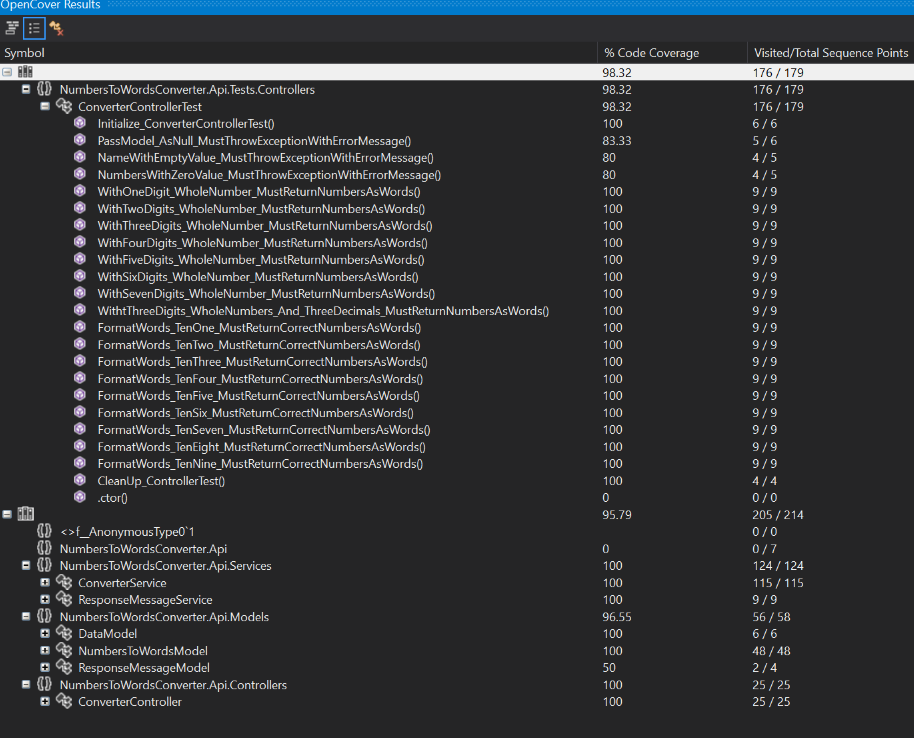 OpenCover Results
Symbol % Code Coverage Visited/Total Sequence Points
98.32 176 / 179
NumbersToWordsConverter.Api.Tests.Controllers 98.32 176 / 179
ConverterControllerTest 98.32 176 / 179
Initialize_ConverterControllerTest() 100 6 / 6
PassModel_AsNull_MustThrowExceptionWithErrorMessage() 83.33 5 / 6
NameWithEmptyValue_MustThrowExceptionWithErrorMessage() 80 4 / 5
NumbersWithZeroValue_MustThrowExceptionWithErrorMessage() 80 4 / 5
WithOneDigit_WholeNumber_MustReturnNumbersAsWords() 100 9 / 9
WithTwoDigits_WholeNumber_MustReturnNumbersAsWords() 100 9 / 9
WithThreeDigits_WholeNumber_MustReturnNumbersAsWords() 100 9 / 9
WithFourDigits_WholeNumber_MustReturnNumbersAsWords() 100 9 / 9
WithFiveDigits_WholeNumber_MustReturnNumbersAsWords() 100 9 / 9
WithSixDigits_WholeNumber_MustReturnNumbersAsWords() 100 9 / 9
WithSevenDigits_WholeNumber_MustReturnNumbersAsWords() 100 9 / 9
WithtThreeDigits_WholeNumbers_And_ThreeDecimals_MustReturnNumbersAsWords() 100 9 / 9
FormatWords_TenOne_MustReturnCorrectNumbersAsWords() 100 9 / 9
FormatWords_TenTwo_MustReturnCorrectNumbersAsWords() 100 9 / 9
FormatWords_TenThree_MustReturnCorrectNumbersAsWords() 100 9 / 9
FormatWords_TenFour_MustReturnCorrectNumbersAsWords() 100 9 / 9
FormatWords_TenFive_MustReturnCorrectNumbersAsWords() 100 9 / 9
FormatWords_TenSix_MustReturnCorrectNumbersAsWords() 100 9 / 9
FormatWords_TenSeven_MustReturnCorrectNumbersAsWords() 100 9 / 9
FormatWords_TenEight_MustReturnCorrectNumbersAsWords() 100 9 / 9
FormatWords_TenNine_MustReturnCorrectNumbersAsWords() 100 9 / 9
CleanUp_ControllerTest() 100 4 / 4
.ctor() 0 0 / 0
95.79 205 / 214
<>f__AnonymousType0`1 0 / 0
NumbersToWordsConverter.Api 0 0 / 7
NumbersToWordsConverter.Api.Services 100 124 / 124
ConverterService 100 115 / 115
ResponseMessageService 100 9 / 9
NumbersToWordsConverter.Api.Models 96.55 56 / 58
DataModel 100 6 / 6
NumbersToWordsModel 100 48 / 48
ResponseMessageModel 50 2 / 4
NumbersToWordsConverter.Api.Controllers 100 25 / 25
ConverterController 100 25 / 25